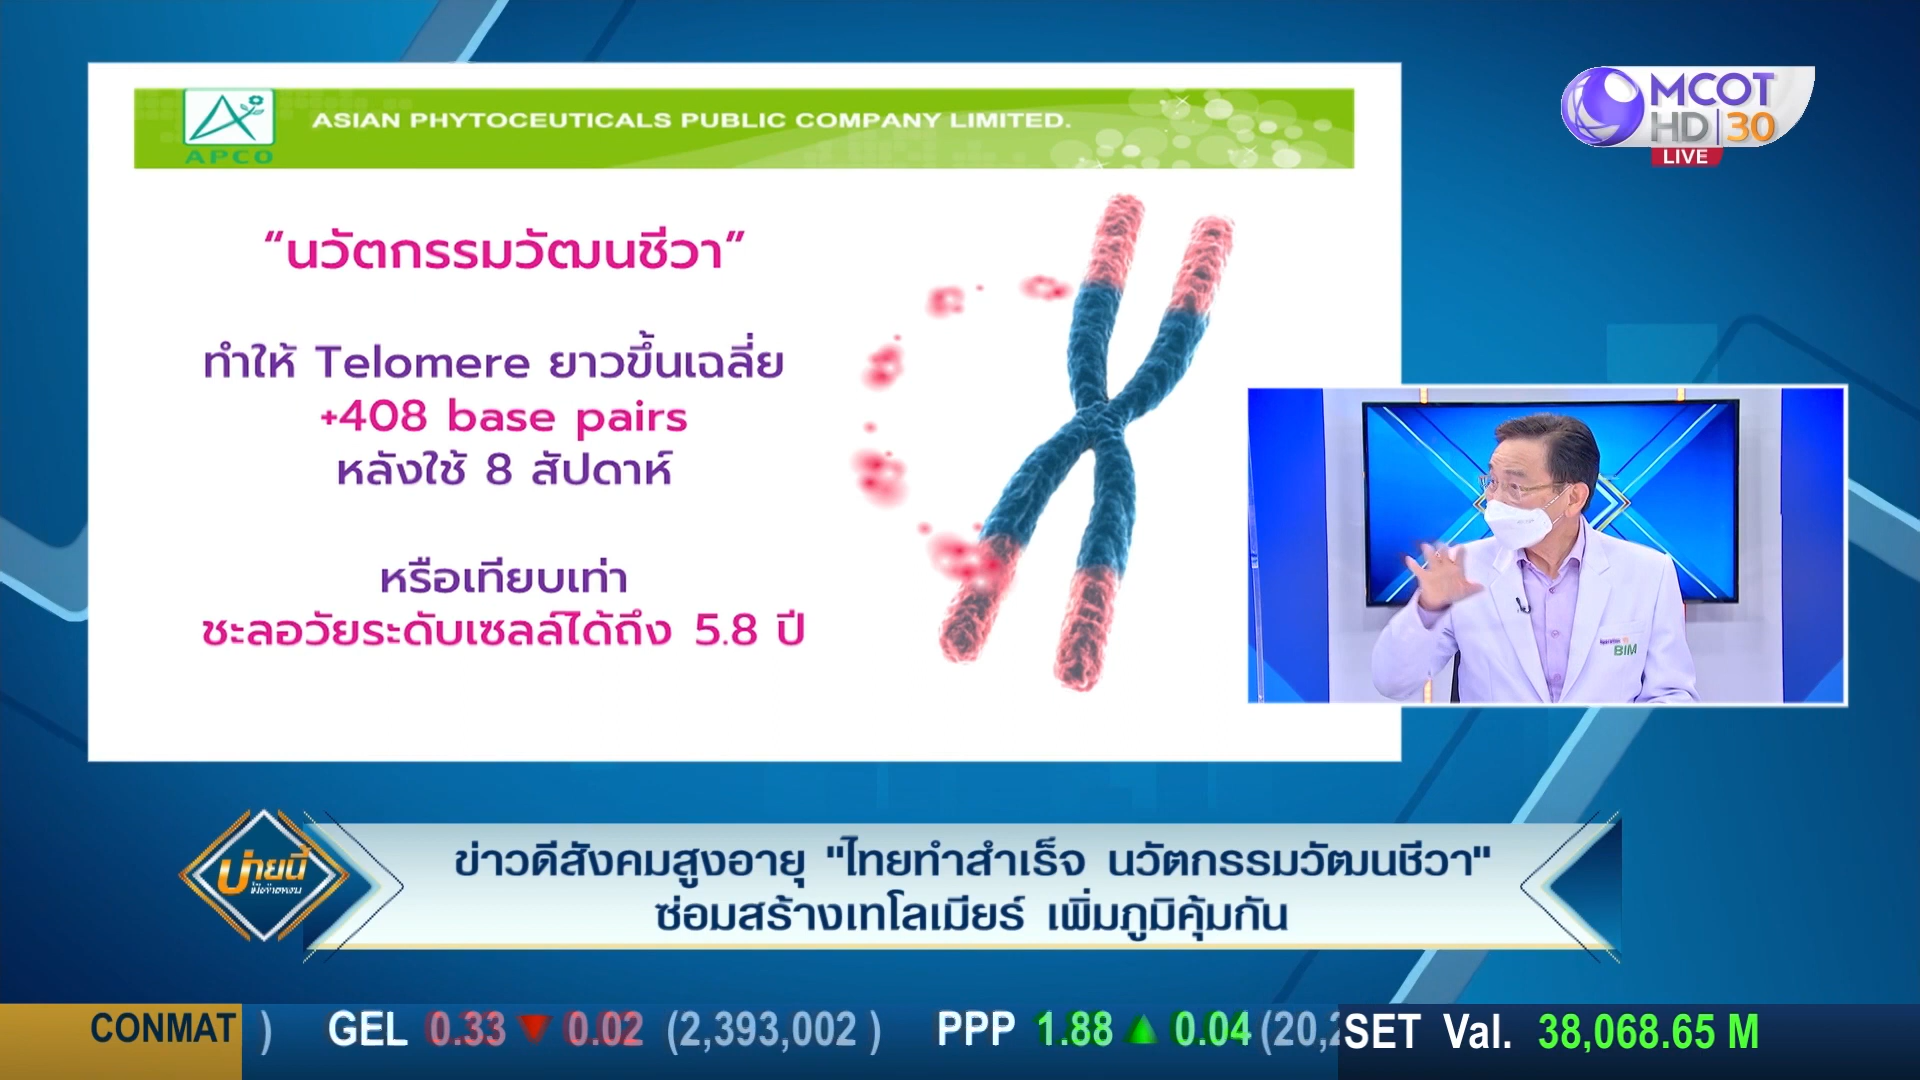 APCO
ASIAN PHYTOCEUTICALS PUBLIC COMPANY LIMITED.
MCOT
HD 30
LIVE
“นวัตกรรมวัฒนชีวา”
ทำให้ Telomere ยาวขึ้นเฉลี่ย
+408 base pairs
หลังใช้ 8 สัปดาห์
หรือเทียบเท่า
ชะลอวัยระดับเซลล์ได้ถึง 5.8 ปี
Operation
BIM
บ่ายนี้
ข่าวดีสังคมสูงอายุ "ไทยทำสำเร็จ นวัตกรรมวัฒนชีวา"
ซ่อมสร้างเทโลเมียร์ เพิ่มภูมิคุ้มกัน
CONMAT ) GEL 0.33 ▼ 0.02 (2,393,002 ) PPP 1.88 ▲ 0.04 (20, SET Val. 38,068.65 M